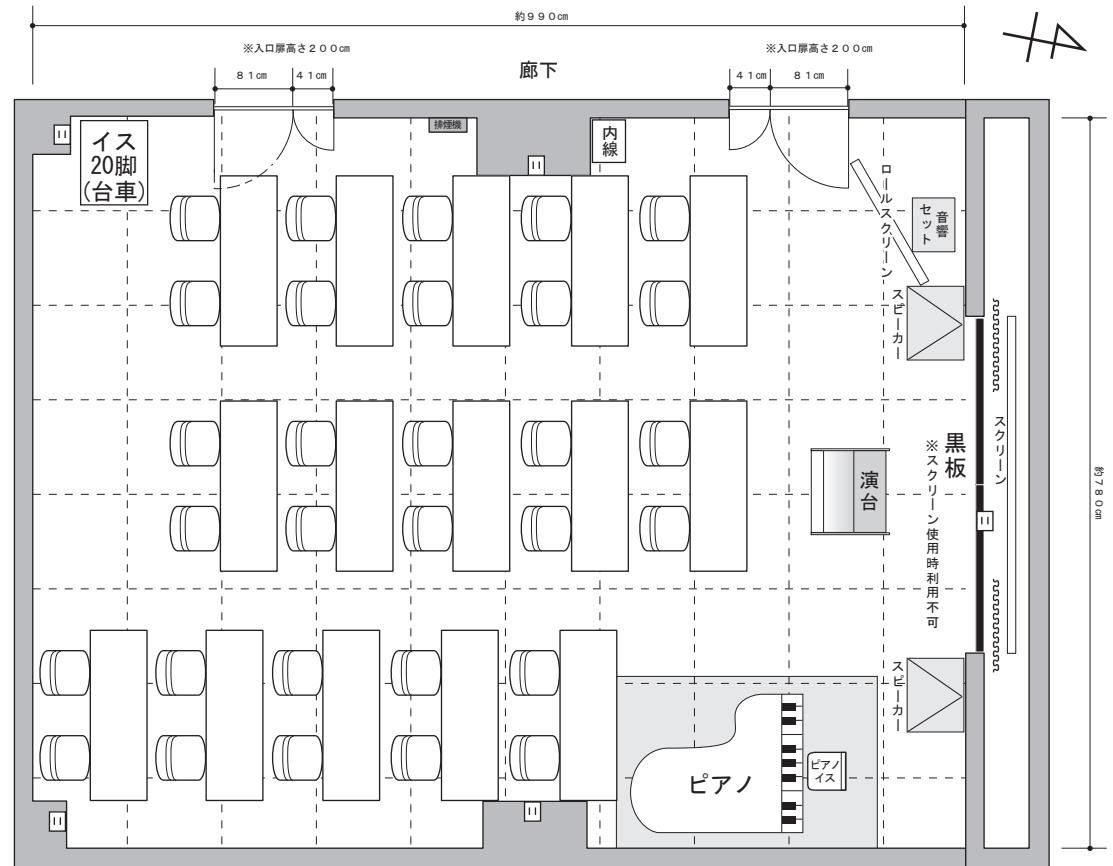 約９９０㎝
※入口扉高さ２００㎝
※入口扉高さ２００㎝
８１㎝
４１㎝
廊下
４１㎝
８１㎝
イス
20脚
(台車)
排煙機
内線
ロールスクリーン
音響
セット
スピーカー
スクリーン
黒板
※スクリーン使用時利用不可
演台
約７８０㎝
スピーカー
ピアノ
ピアノ
イス